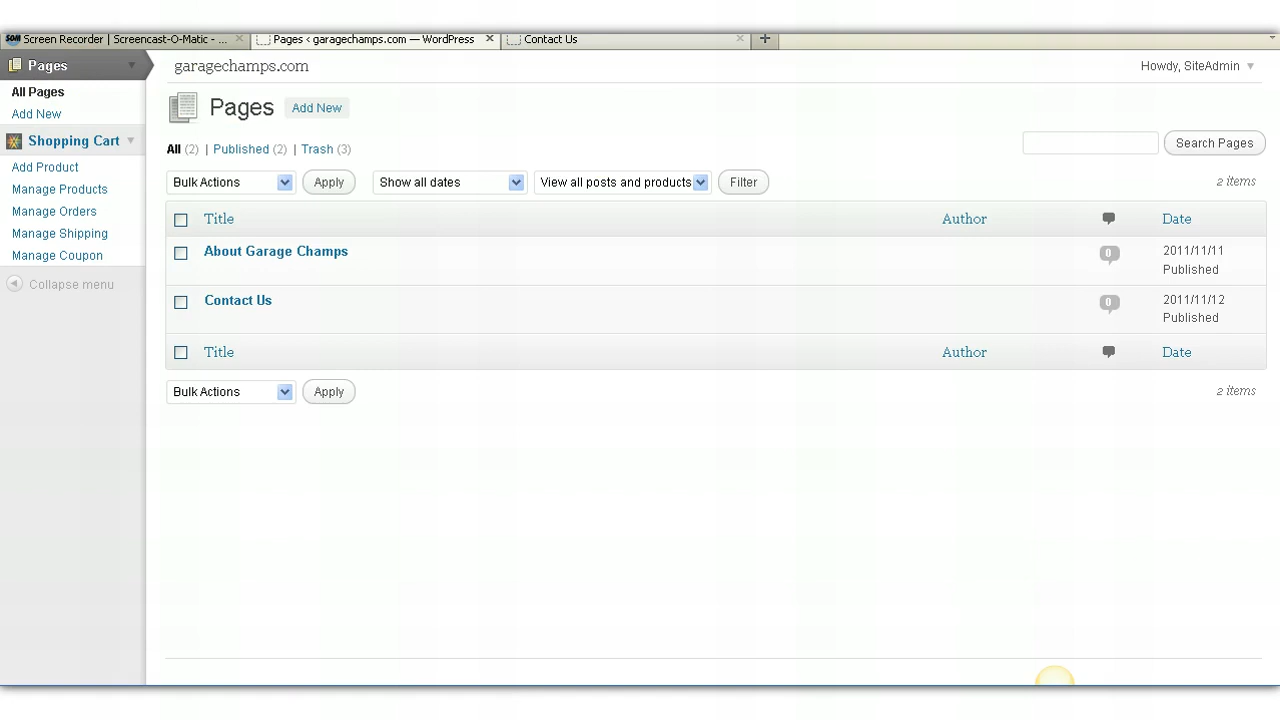 SOM Screen Recorder | Screencast-O-Matic - ... Pages < garagechamps.com — WordPress Contact Us
Pages
All Pages
Add New
Shopping Cart
Add Product
Manage Products
Manage Orders
Manage Shipping
Manage Coupon
Collapse menu
garagechamps.com Howdy, SiteAdmin
Pages Add New
All (2) | Published (2) | Trash (3) Search Pages
Bulk Actions Apply Show all dates View all posts and products Filter 2 items
Title Author Date
About Garage Champs 0 2011/11/11
Published
Contact Us 0 2011/11/12
Published
Title Author Date
Bulk Actions Apply 2 items